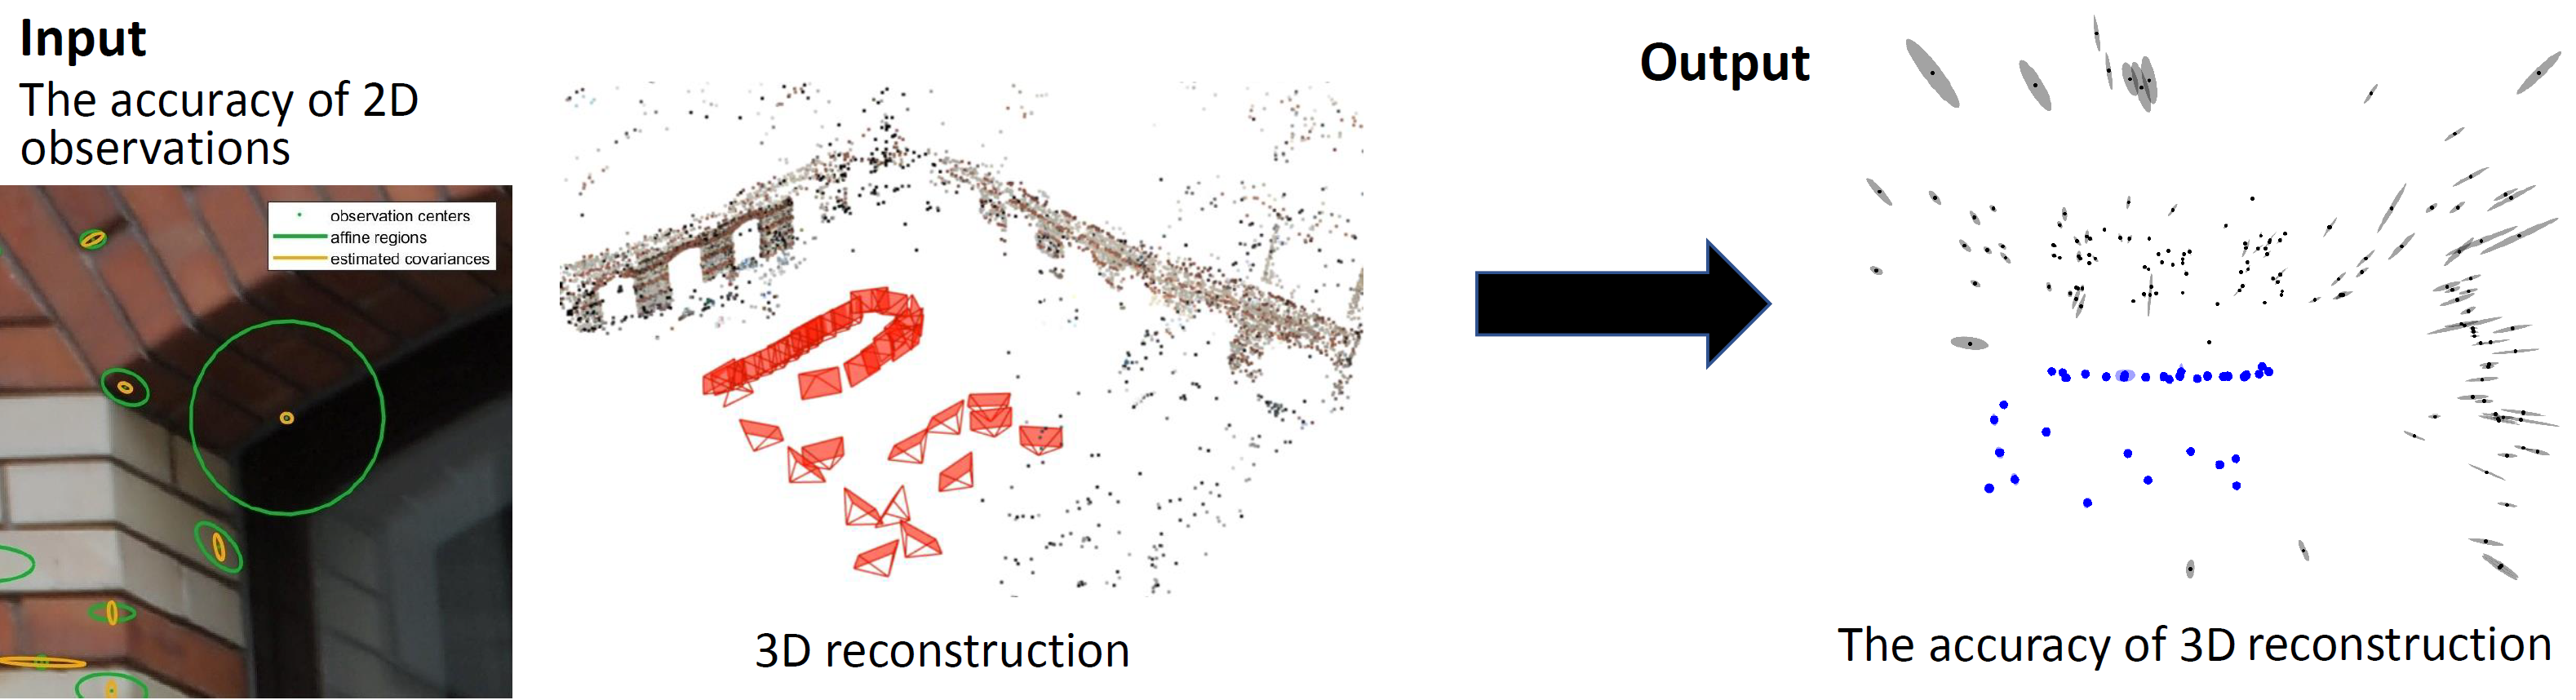 Input
The accuracy of 2D
observations
observation centers
affine regions
estimated covariances
3D reconstruction
Output
The accuracy of 3D reconstruction